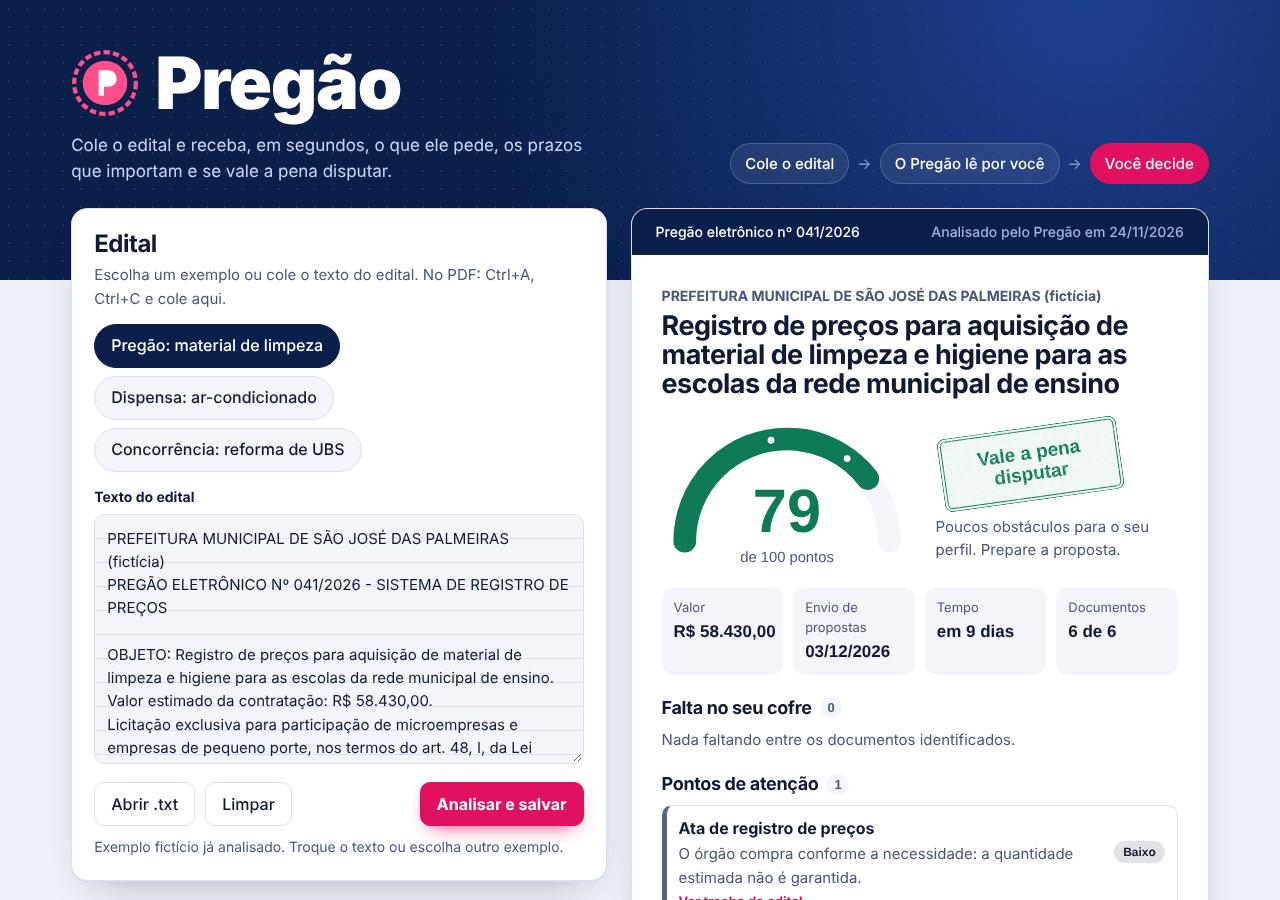 P Pregão
Cole o edital e receba, em segundos, o que ele pede, os prazos
que importam e se vale a pena disputar.
Cole o edital → O Pregão lê por você → Você decide
Edital
Escolha um exemplo ou cole o texto do edital. No PDF: Ctrl+A,
Ctrl+C e cole aqui.
Pregão: material de limpeza
Dispensa: ar-condicionado
Concorrência: reforma de UBS
Texto do edital
PREFEITURA MUNICIPAL DE SÃO JOSÉ DAS PALMEIRAS
(fictícia)
PREGÃO ELETRÔNICO Nº 041/2026 - SISTEMA DE REGISTRO DE
PREÇOS
OBJETO: Registro de preços para aquisição de material de
limpeza e higiene para as escolas da rede municipal de ensino.
Valor estimado da contratação: R$ 58.430,00.
Licitação exclusiva para participação de microempresas e
empresas de pequeno porte, nos termos do art. 48, I, da Lei
Abrir .txt Limpar Analisar e salvar
Exemplo fictício já analisado. Troque o texto ou escolha outro exemplo.
Pregão eletrônico nº 041/2026 Analisado pelo Pregão em 24/11/2026
PREFEITURA MUNICIPAL DE SÃO JOSÉ DAS PALMEIRAS (fictícia)
Registro de preços para aquisição de
material de limpeza e higiene para as
escolas da rede municipal de ensino
79
de 100 pontos
Vale a pena
disputar
Poucos obstáculos para o seu
perfil. Prepare a proposta.
Valor
R$ 58.430,00
Envio de
propostas
03/12/2026
Tempo
em 9 dias
Documentos
6 de 6
Falta no seu cofre 0
Nada faltando entre os documentos identificados.
Pontos de atenção 1
Ata de registro de preços
O órgão compra conforme a necessidade: a quantidade
estimada não é garantida.
Baixo
Ver trecho do edital